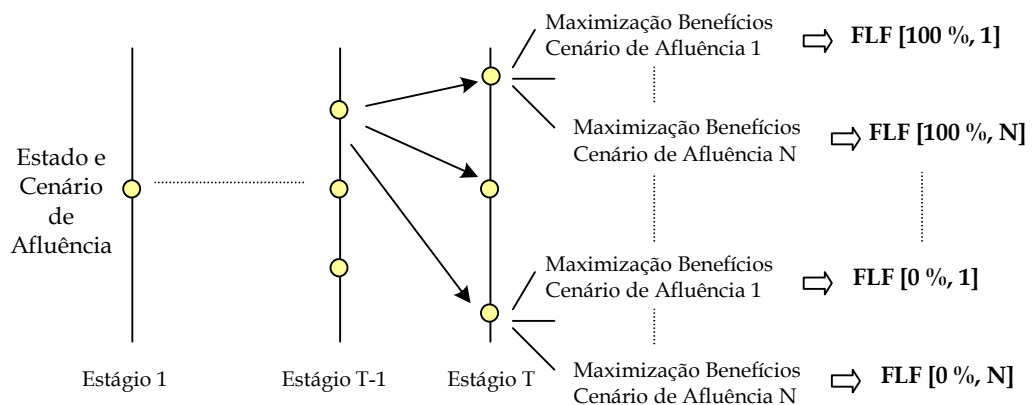 Maximização Benefícios
Cenário de Afluência 1
FLF [100 %, 1]
Maximização Benefícios
Cenário de Afluência N
FLF [100 %, N]
Estado e
Cenário
de
Afluência
Maximização Benefícios
Cenário de Afluência 1
FLF [0 %, 1]
Maximização Benefícios
Cenário de Afluência N
FLF [0 %, N]
Estágio 1
Estágio T-1
Estágio T